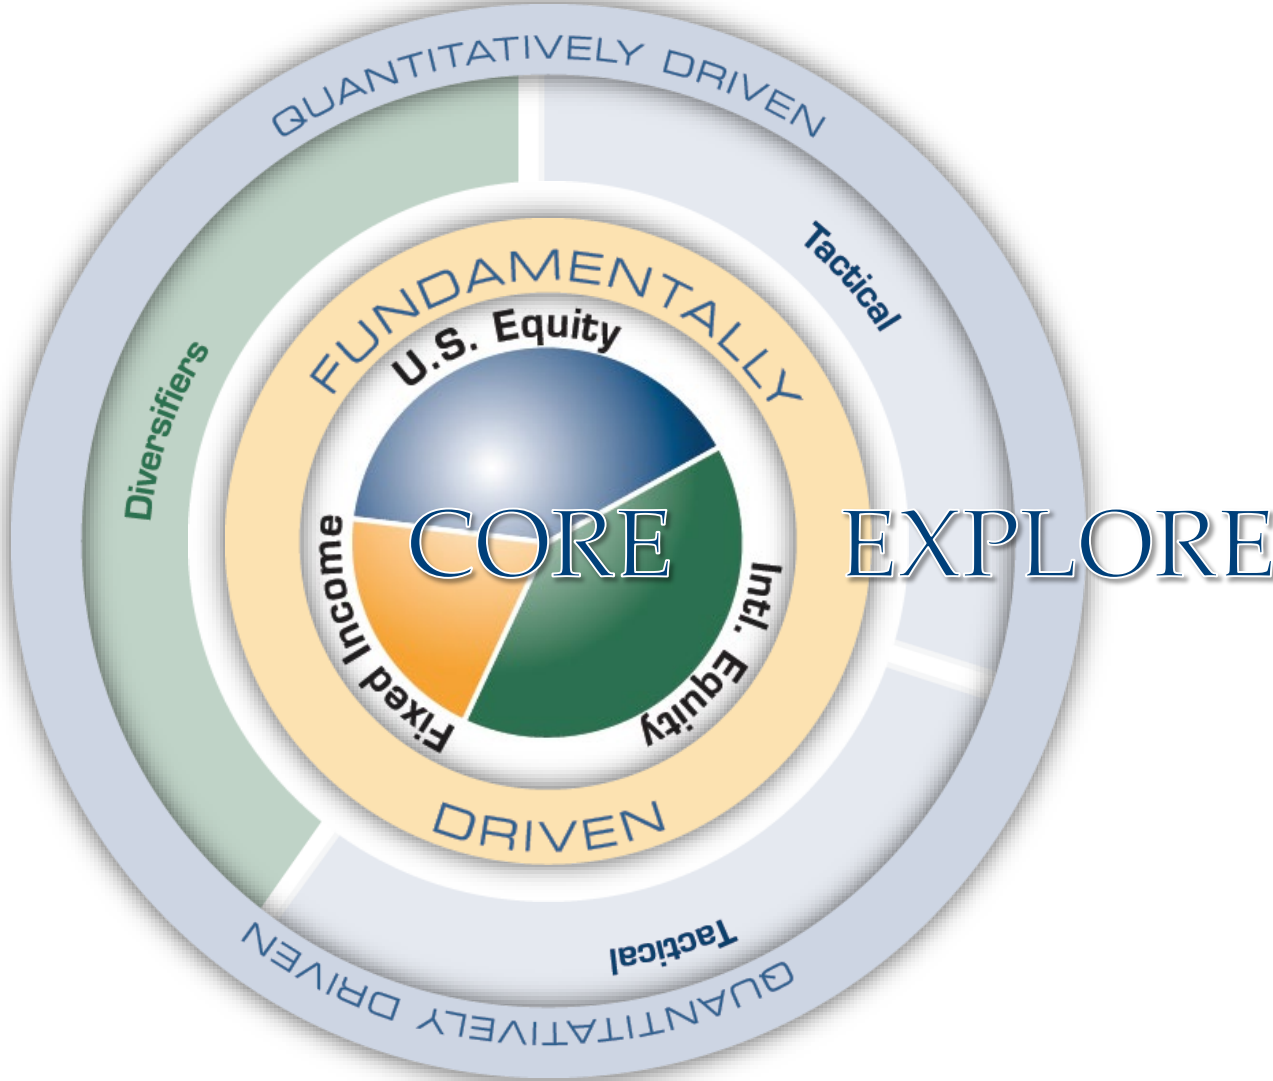 QUANTITATIVELY DRIVEN
Tactical
Diversifiers
FUNDAMENTALLY
U.S. Equity
CORE
EXPLORE
Fixed Income
Intl. Equity
DRIVEN
Tactical
QUANTITATIVELY DRIVEN